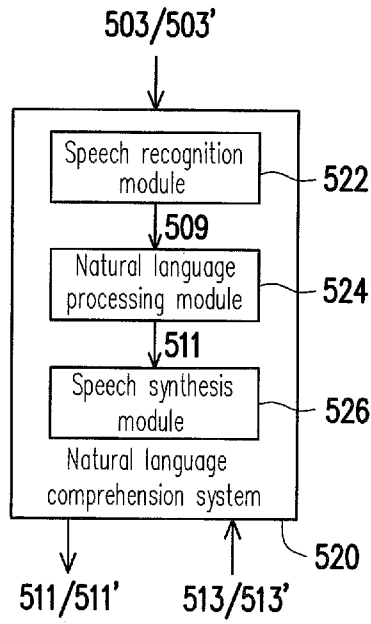 503/503'
Speech recognition
module
522
509
Natural language
processing module
524
511
Speech synthesis
module
526
Natural language
comprehension system
520
511/511'
513/513'